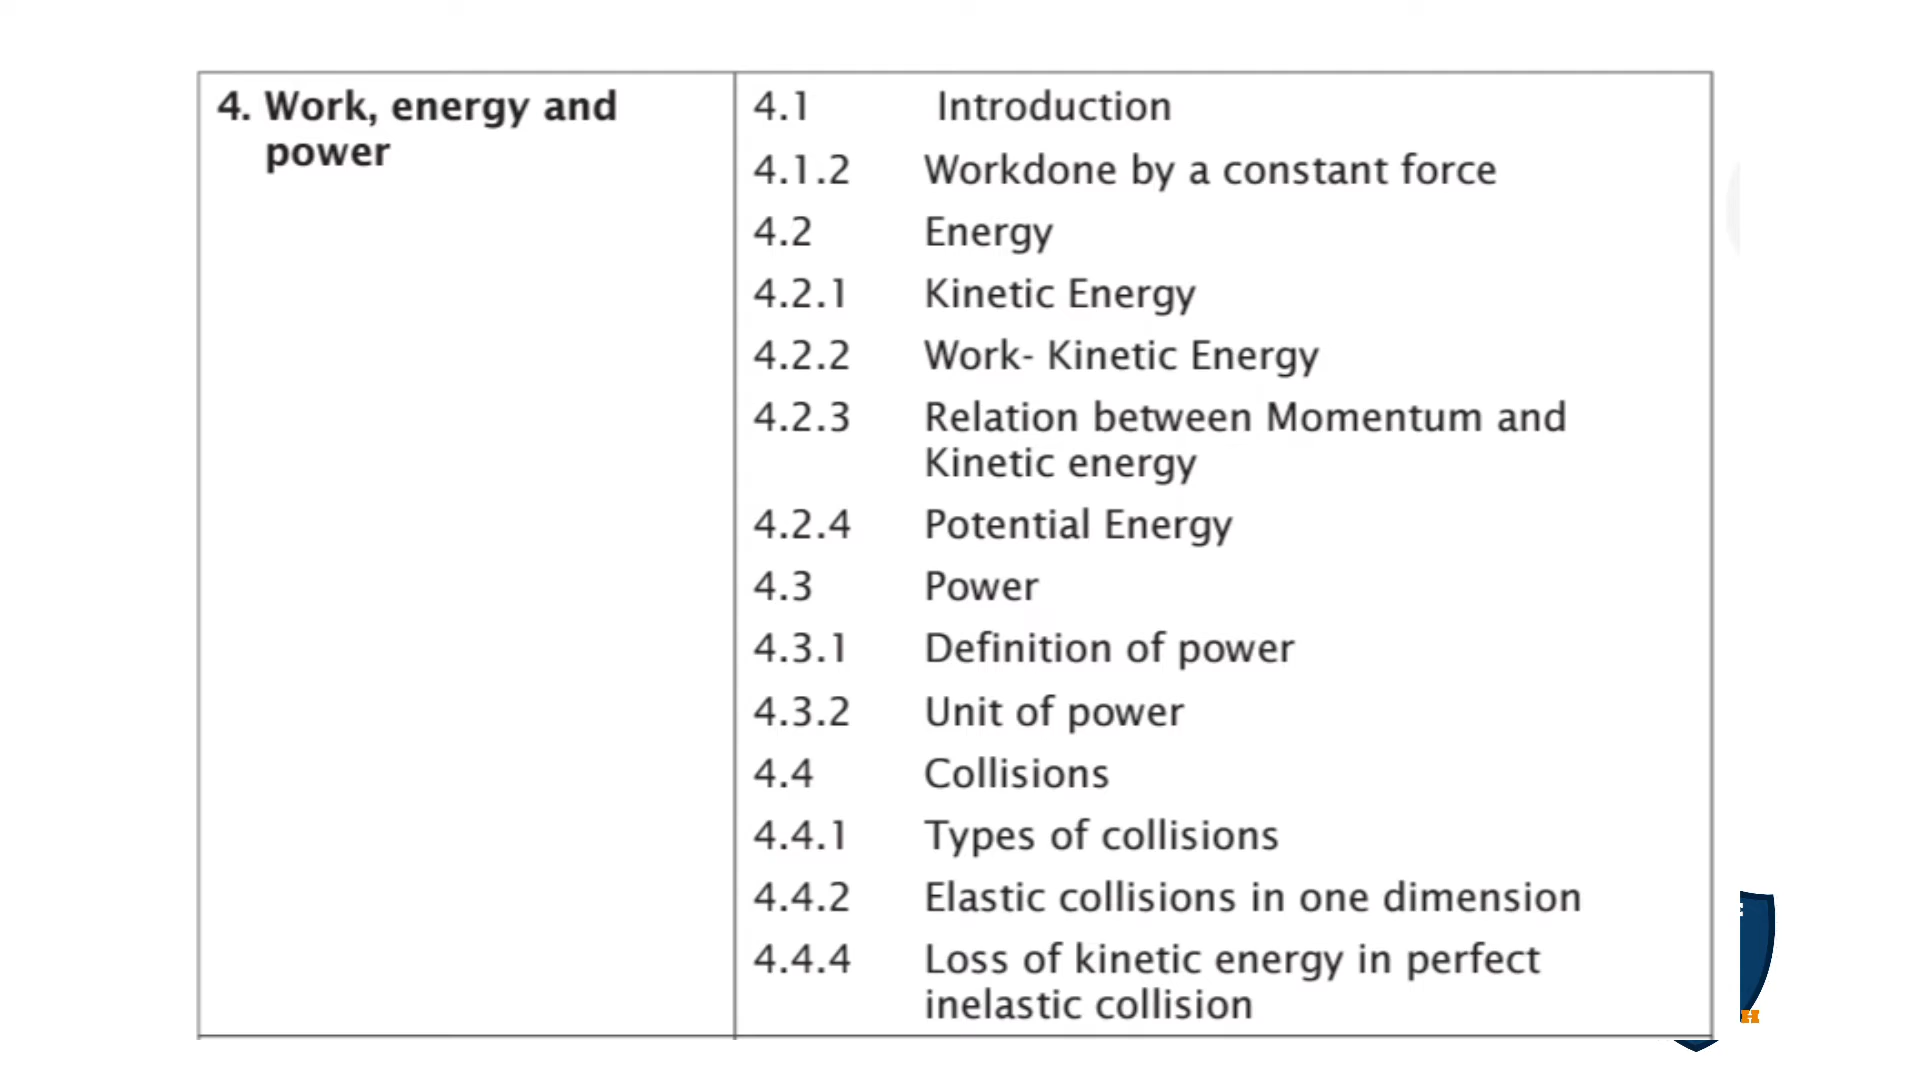 4. Work, energy and
power
4.1 Introduction
4.1.2 Workdone by a constant force
4.2 Energy
4.2.1 Kinetic Energy
4.2.2 Work- Kinetic Energy
4.2.3 Relation between Momentum and
Kinetic energy
4.2.4 Potential Energy
4.3 Power
4.3.1 Definition of power
4.3.2 Unit of power
4.4 Collisions
4.4.1 Types of collisions
4.4.2 Elastic collisions in one dimension
4.4.4 Loss of kinetic energy in perfect
inelastic collision
H